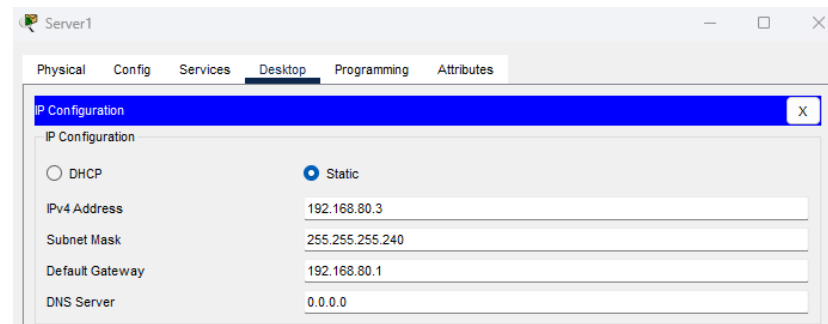 Server1
Physical Config Services Desktop Programming Attributes
IP Configuration X
IP Configuration
DHCP Static
IPv4 Address 192.168.80.3
Subnet Mask 255.255.255.240
Default Gateway 192.168.80.1
DNS Server 0.0.0.0